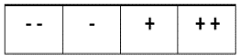 -- - + ++